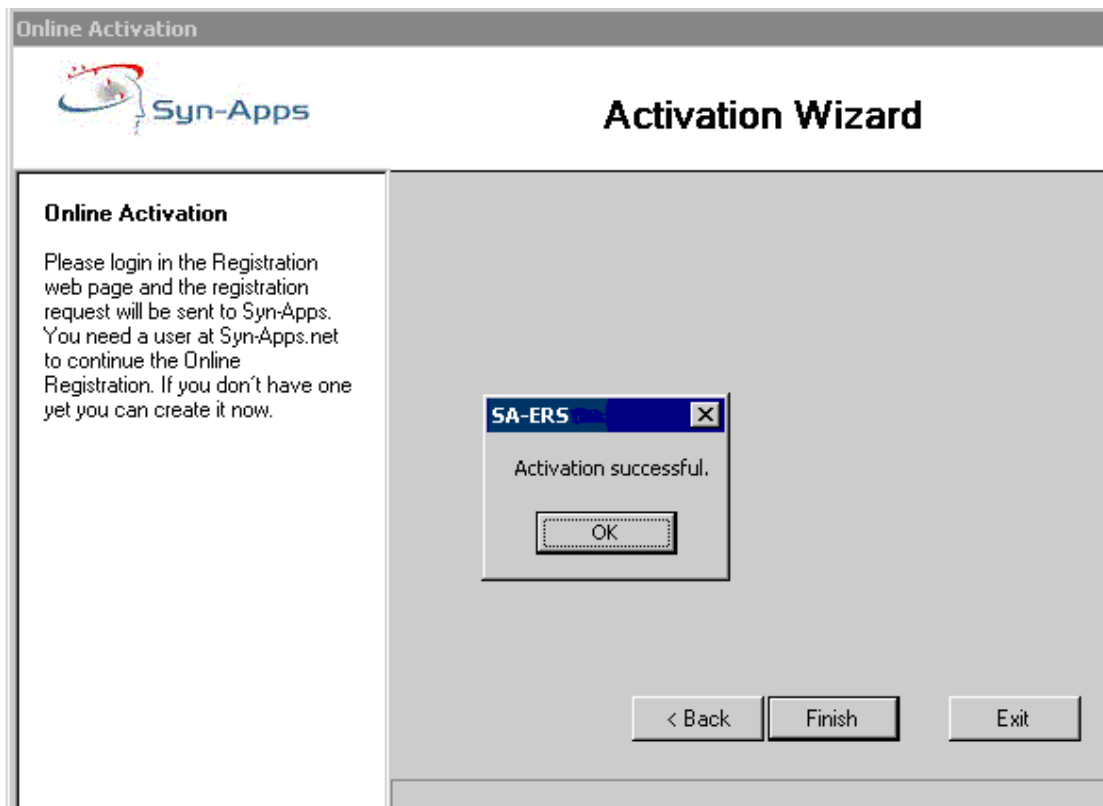 Online Activation
Syn-Apps
Activation Wizard
Online Activation
Please login in the Registration
web page and the registration
request will be sent to Syn-Apps.
You need a user at Syn-Apps.net
to continue the Online
Registration. If you don´t have one
yet you can create it now.
SA-ERS
Activation successful.
OK
< Back
Finish
Exit